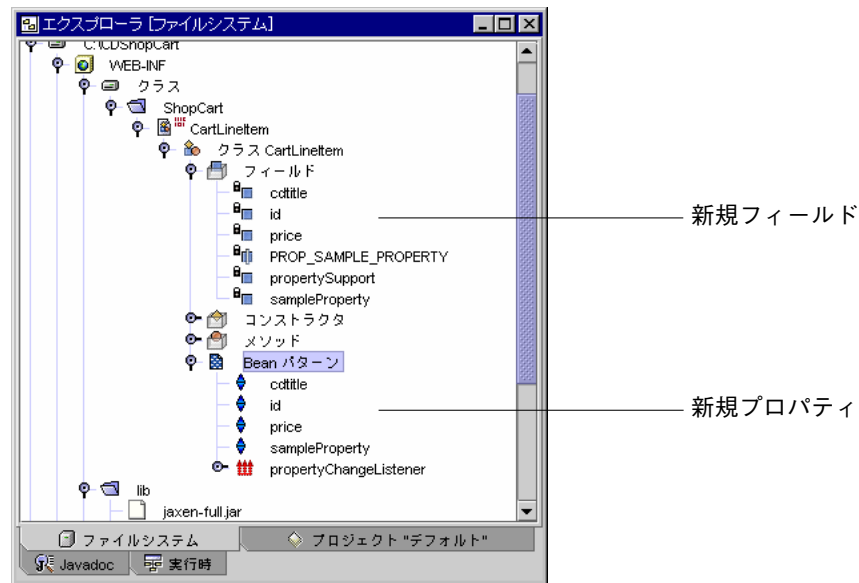 エクスプローラ [ファイルシステム]
C:\CDShopCart
WEB-INF
クラス
ShopCart
CartLineItem
クラス CartLineItem
フィールド
cdtitle
id
新規フィールド
price
PROP_SAMPLE_PROPERTY
propertySupport
sampleProperty
コンストラクタ
メソッド
Bean パターン
cdtitle
id
新規プロパティ
price
sampleProperty
propertyChangeListener
lib
jaxen-full.jar
ファイルシステム プロジェクト "デフォルト"
Javadoc 実行時